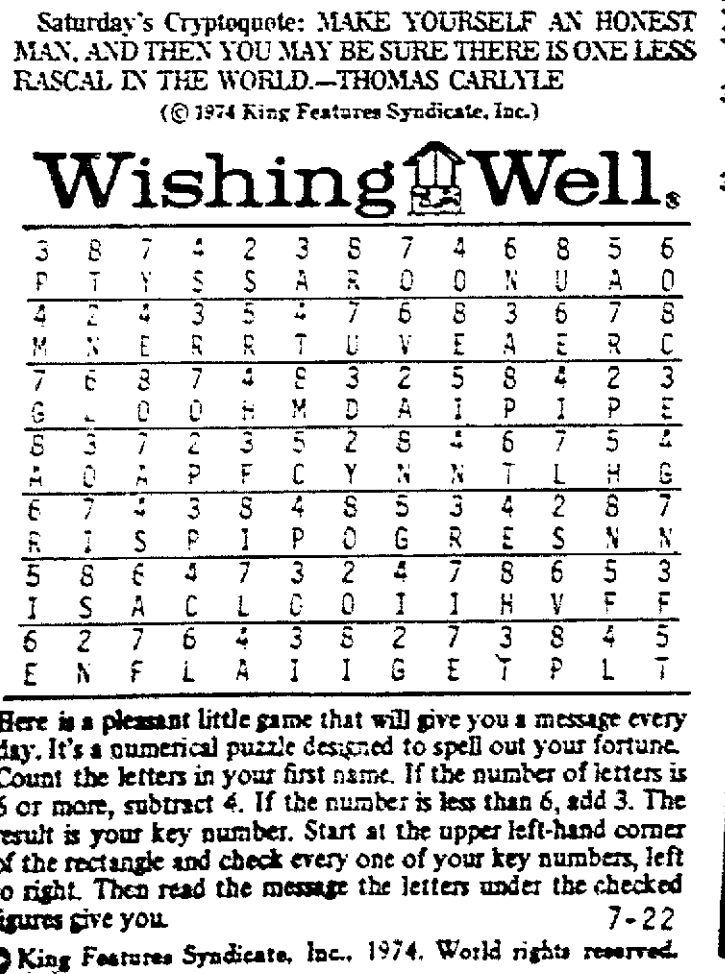 Saturday's Cryptoquote: MAKE YOURSELF AN HONEST
MAN, AND THEN YOU MAY BE SURE THERE IS ONE LESS
RASCAL IN THE WORLD.—THOMAS CARLYLE
(© 1974 King Features Syndicate, Inc.)
Wishing Well®
3 8 7 4 2 3 8 7 4 6 8 5 6
P T Y S S A R O O N U A O
4 2 4 3 5 4 7 6 8 3 6 7 8
M N E R R T U V E A E R C
7 6 8 7 4 8 3 2 5 8 4 2 3
G L O O H M D A I P I P E
8 3 7 2 3 5 2 8 4 6 7 5 4
A O A P F C Y N N T L H G
6 7 4 3 8 4 8 5 3 4 2 8 7
R I S P I P O G R E S N N
5 8 6 4 7 3 2 4 7 8 6 5 3
I S A C L O O I I H V F F
6 2 7 6 4 3 8 2 7 3 8 4 5
E N F L A I I G E T P L T
Here is a pleasant little game that will give you a message every
day. It's a numerical puzzle designed to spell out your fortune.
Count the letters in your first name. If the number of letters is
6 or more, subtract 4. If the number is less than 6, add 3. The
result is your key number. Start at the upper left-hand corner
of the rectangle and check every one of your key numbers, left
to right. Then read the message the letters under the checked
figures give you. 7-22
© King Features Syndicate, Inc., 1974. World rights reserved.